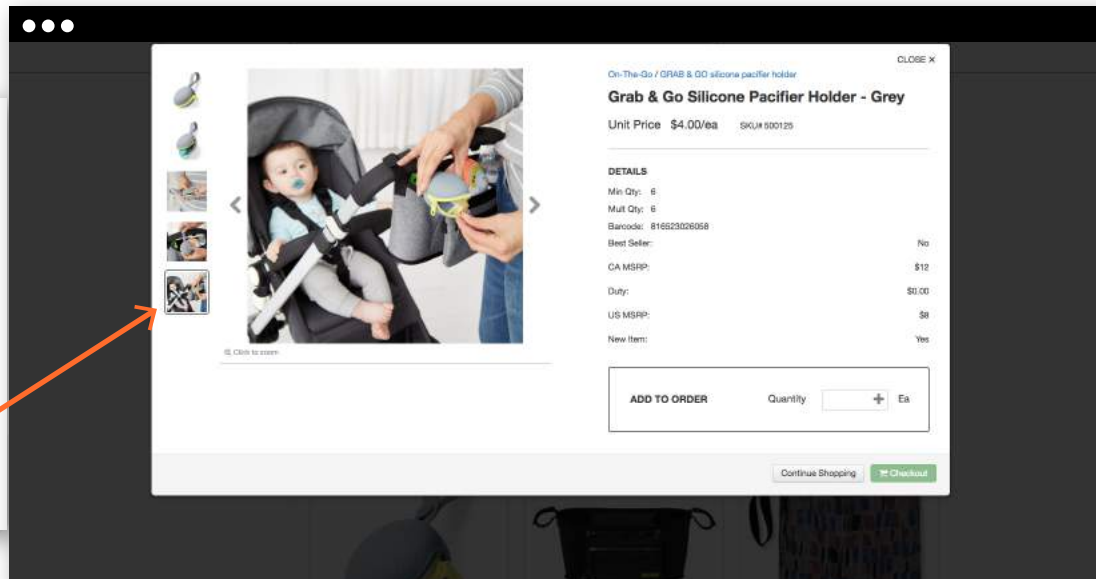 CLOSE X
On-The-Go / GRAB & GO silicone pacifier holder
Grab & Go Silicone Pacifier Holder - Grey
Unit Price $4.00/ea SKU# 500125
DETAILS
Min Qty: 6
Mult Qty: 6
Barcode: 816523026058
Best Seller: No
CA MSRP: $12
Duty: $0.00
US MSRP: $8
New Item: Yes
Click to zoom
ADD TO ORDER Quantity Ea
Continue Shopping Checkout